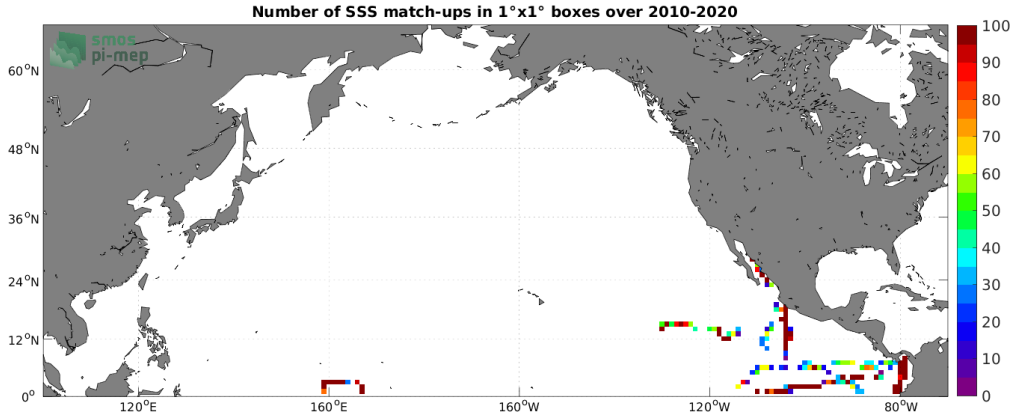 Number of SSS match-ups in 1°x1° boxes over 2010-2020
smos
pi-mep
60°N
48°N
36°N
24°N
12°N
0°
120°E
160°E
160°W
120°W
80°W
100
90
80
70
60
50
40
30
20
10
0